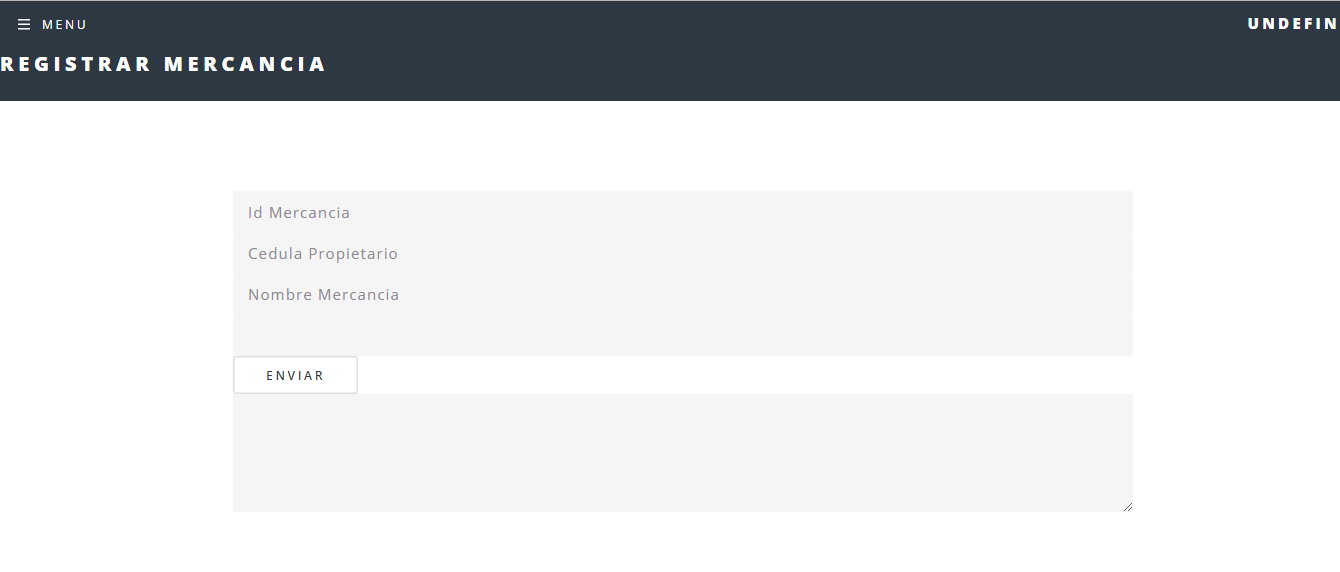 MENU
UNDEFIN
REGISTRAR MERCANCIA
Id Mercancia
Cedula Propietario
Nombre Mercancia
ENVIAR